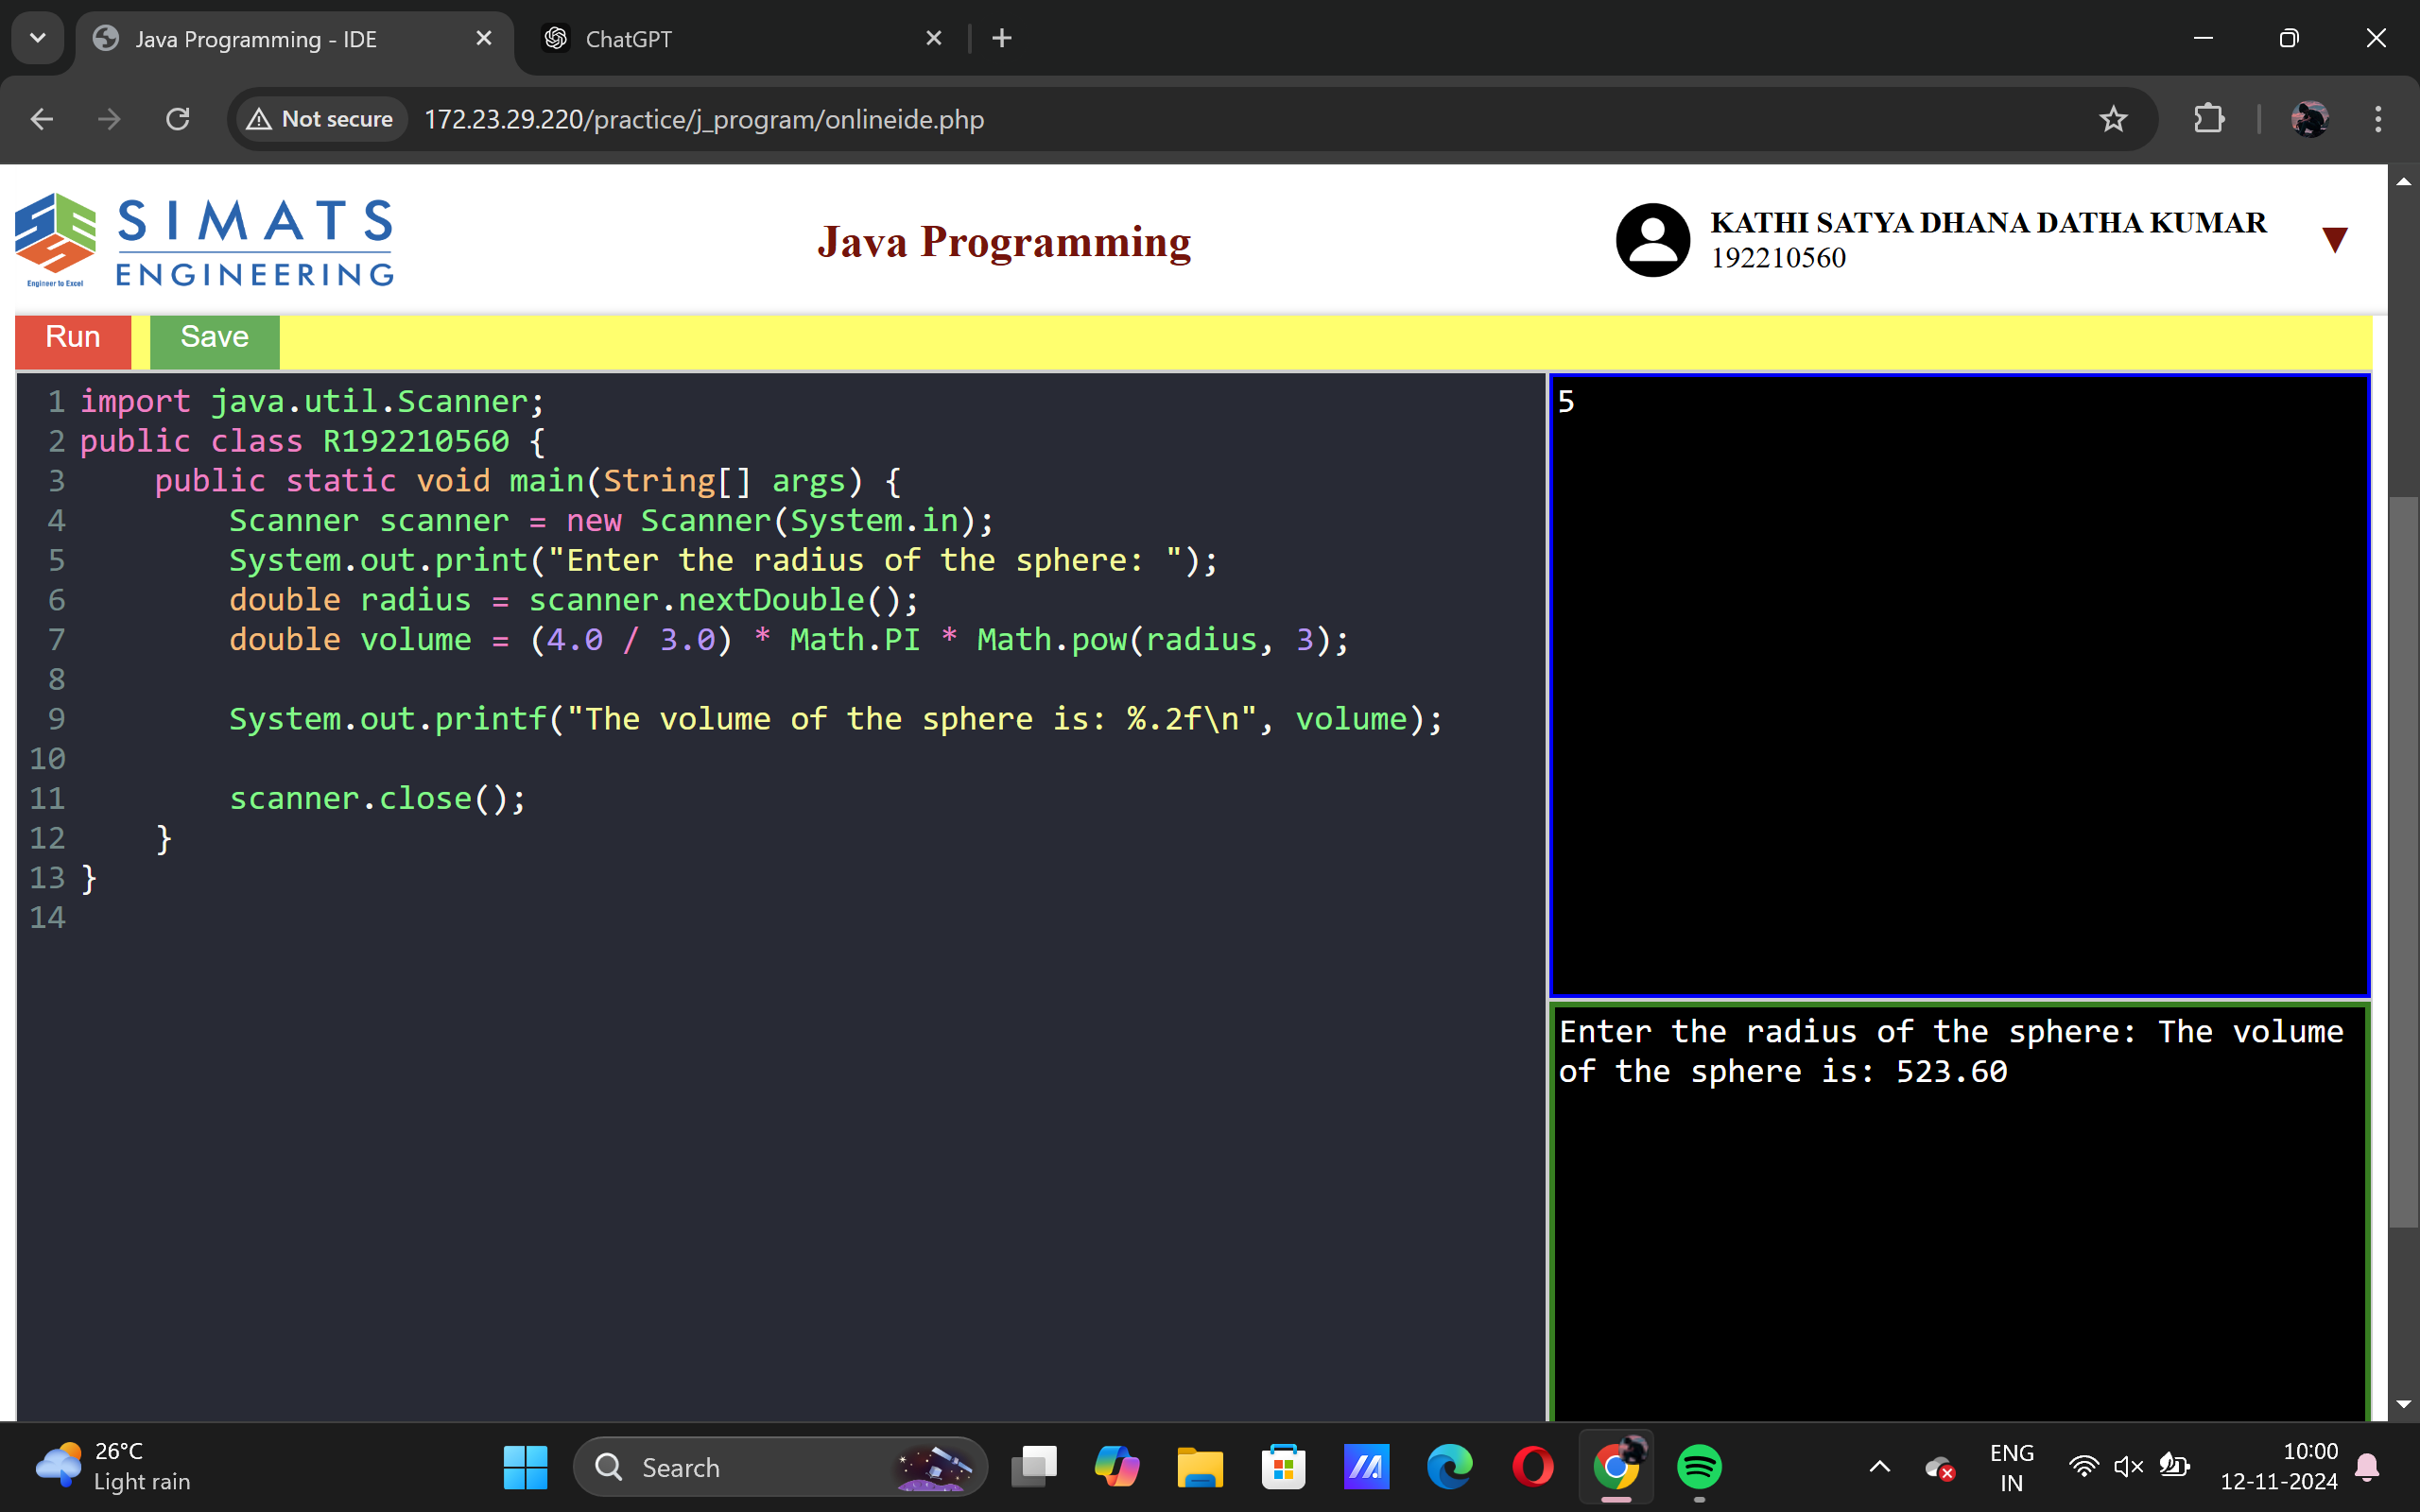 Java Programming - IDE
ChatGPT
Not secure
172.23.29.220/practice/j_program/onlineide.php
SIMATS
ENGINEERING
Engineer to Excel
Java Programming
KATHI SATYA DHANA DATHA KUMAR
192210560
Run Save
1 import java.util.Scanner;
2 public class R192210560 {
3     public static void main(String[] args) {
4         Scanner scanner = new Scanner(System.in);
5         System.out.print("Enter the radius of the sphere: ");
6         double radius = scanner.nextDouble();
7         double volume = (4.0 / 3.0) * Math.PI * Math.pow(radius, 3);
8
9         System.out.printf("The volume of the sphere is: %.2f\n", volume);
10
11         scanner.close();
12     }
13 }
14
5
Enter the radius of the sphere: The volume
of the sphere is: 523.60
26°C
Light rain
Search
ENG
IN
10:00
12-11-2024